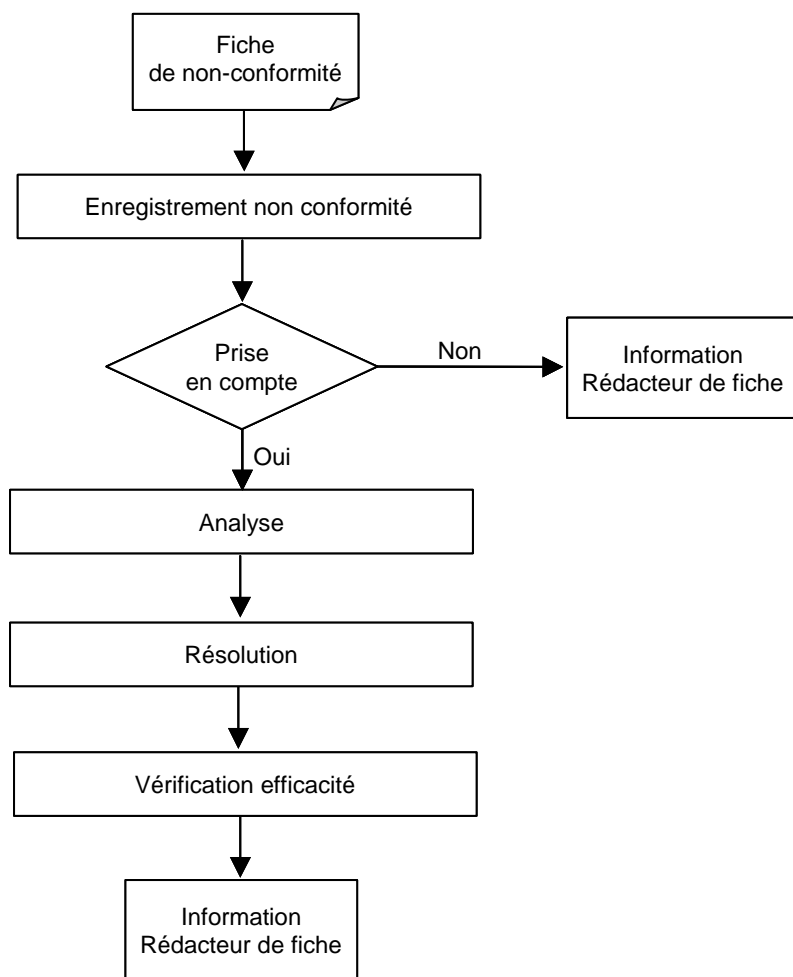 Fiche
de non-conformité
Enregistrement non conformité
Prise
en compte
Non
Information
Rédacteur de fiche
Oui
Analyse
Résolution
Vérification efficacité
Information
Rédacteur de fiche